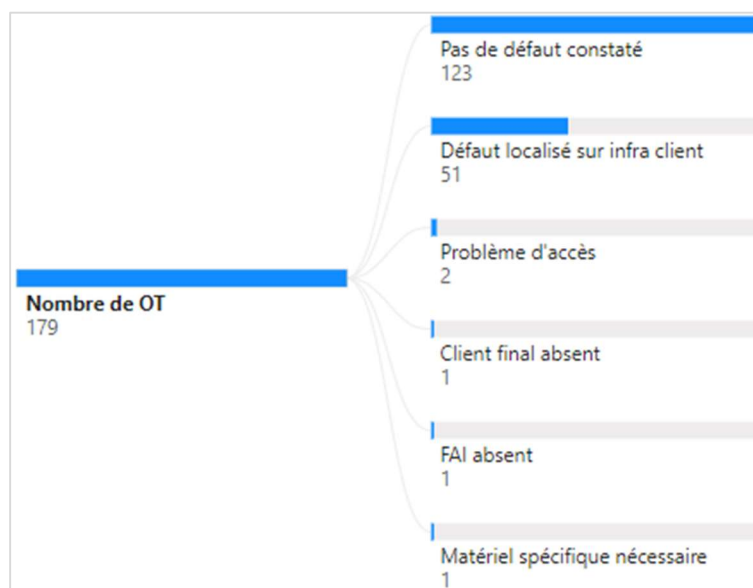 Pas de défaut constaté
123
Défaut localisé sur infra client
51
Problème d'accès
2
Nombre de OT
179
Client final absent
1
FAI absent
1
Matériel spécifique nécessaire
1